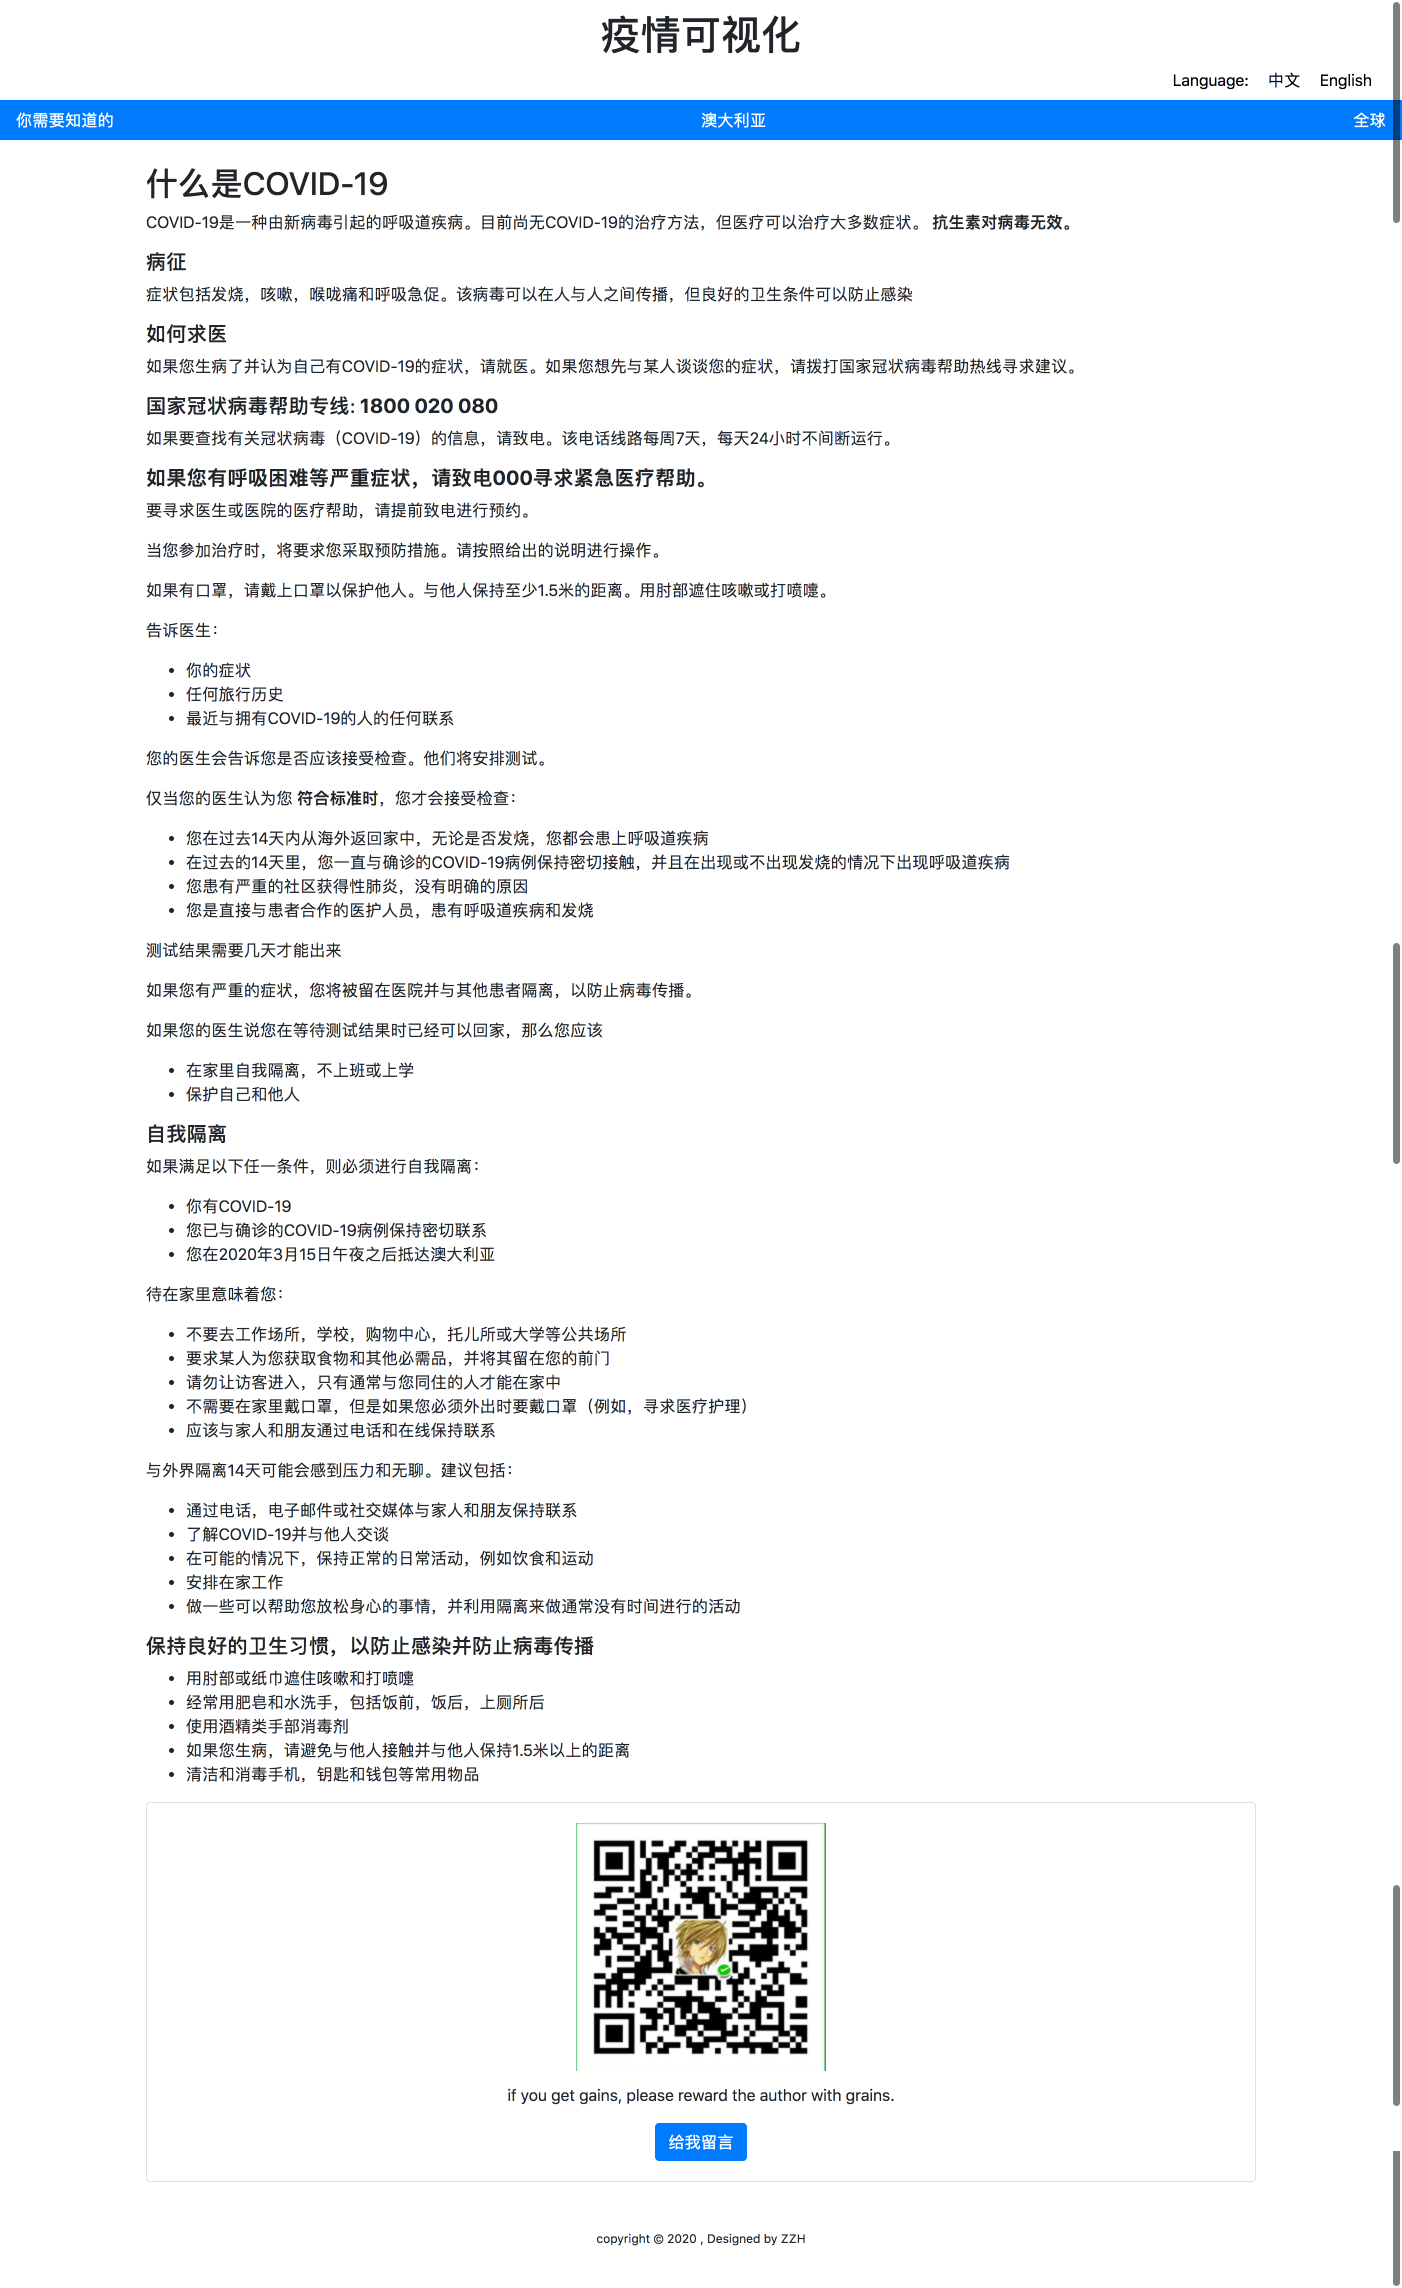 疫情可视化
Language: 中文 English
你需要知道的 澳大利亚 全球
什么是COVID-19
COVID-19是一种由新病毒引起的呼吸道疾病。目前尚无COVID-19的治疗方法，但医疗可以治疗大多数症状。 抗生素对病毒无效。
病征
症状包括发烧，咳嗽，喉咙痛和呼吸急促。该病毒可以在人与人之间传播，但良好的卫生条件可以防止感染
如何求医
如果您生病了并认为自己有COVID-19的症状，请就医。如果您想先与某人谈谈您的症状，请拨打国家冠状病毒帮助热线寻求建议。
国家冠状病毒帮助专线: 1800 020 080
如果要查找有关冠状病毒（COVID-19）的信息，请致电。该电话线路每周7天，每天24小时不间断运行。
如果您有呼吸困难等严重症状，请致电000寻求紧急医疗帮助。
要寻求医生或医院的医疗帮助，请提前致电进行预约。
当您参加治疗时，将要求您采取预防措施。请按照给出的说明进行操作。
如果有口罩，请戴上口罩以保护他人。与他人保持至少1.5米的距离。用肘部遮住咳嗽或打喷嚏。
告诉医生：
• 你的症状
• 任何旅行历史
• 最近与拥有COVID-19的人的任何联系
您的医生会告诉您是否应该接受检查。他们将安排测试。
仅当您的医生认为您 符合标准时，您才会接受检查：
• 您在过去14天内从海外返回家中，无论是否发烧，您都会患上呼吸道疾病
• 在过去的14天里，您一直与确诊的COVID-19病例保持密切接触，并且在出现或不出现发烧的情况下出现呼吸道疾病
• 您患有严重的社区获得性肺炎，没有明确的原因
• 您是直接与患者合作的医护人员，患有呼吸道疾病和发烧
测试结果需要几天才能出来
如果您有严重的症状，您将被留在医院并与其他患者隔离，以防止病毒传播。
如果您的医生说您在等待测试结果时已经可以回家，那么您应该
• 在家里自我隔离，不上班或上学
• 保护自己和他人
自我隔离
如果满足以下任一条件，则必须进行自我隔离：
• 你有COVID-19
• 您已与确诊的COVID-19病例保持密切联系
• 您在2020年3月15日午夜之后抵达澳大利亚
待在家里意味着您：
• 不要去工作场所，学校，购物中心，托儿所或大学等公共场所
• 要求某人为您获取食物和其他必需品，并将其留在您的前门
• 请勿让访客进入，只有通常与您同住的人才能在家中
• 不需要在家里戴口罩，但是如果您必须外出时要戴口罩（例如，寻求医疗护理）
• 应该与家人和朋友通过电话和在线保持联系
与外界隔离14天可能会感到压力和无聊。建议包括：
• 通过电话，电子邮件或社交媒体与家人和朋友保持联系
• 了解COVID-19并与他人交谈
• 在可能的情况下，保持正常的日常活动，例如饮食和运动
• 安排在家工作
• 做一些可以帮助您放松身心的事情，并利用隔离来做通常没有时间进行的活动
保持良好的卫生习惯，以防止感染并防止病毒传播
• 用肘部或纸巾遮住咳嗽和打喷嚏
• 经常用肥皂和水洗手，包括饭前，饭后，上厕所后
• 使用酒精类手部消毒剂
• 如果您生病，请避免与他人接触并与他人保持1.5米以上的距离
• 清洁和消毒手机，钥匙和钱包等常用物品
if you get gains, please reward the author with grains.
给我留言
copyright © 2020 , Designed by ZZH